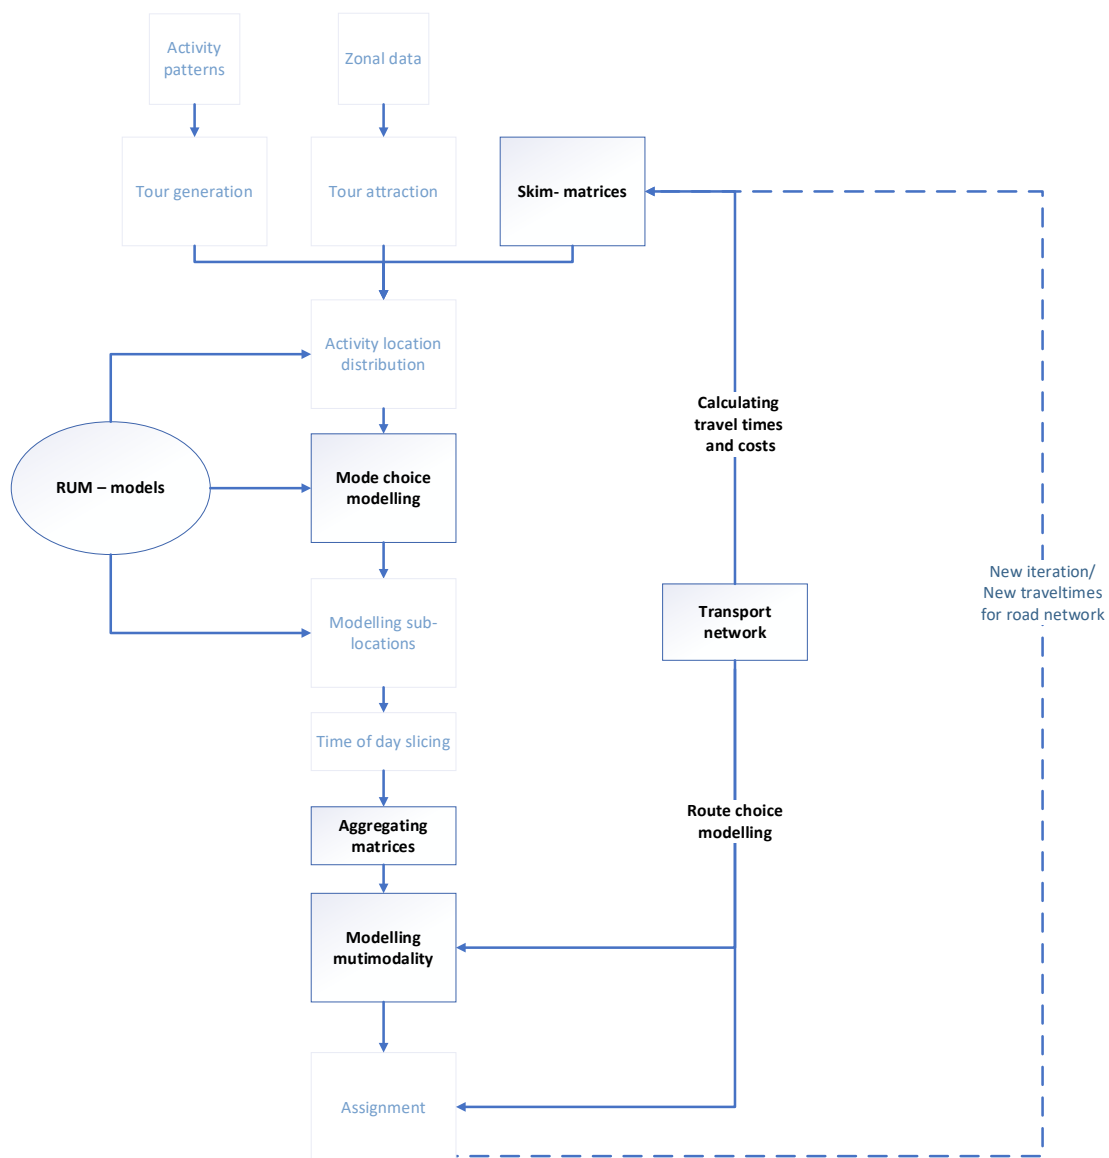 Activity
patterns
Zonal data
Tour generation
Tour attraction
Skim- matrices
Activity location
distribution
Calculating
travel times
and costs
RUM – models
Mode choice
modelling
New iteration/
New traveltimes
for road network
Modelling sub-
locations
Transport
network
Time of day slicing
Aggregating
matrices
Route choice
modelling
Modelling
mutimodality
Assignment